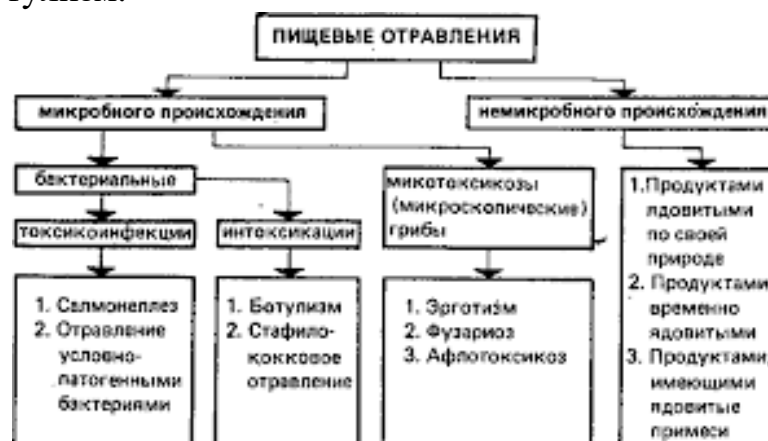 ПИЩЕВЫЕ ОТРАВЛЕНИЯ
микробного происхождения
немикробного происхождения
бактериальные
микотоксикозы
(микроскопические)
грибы
токсикоинфекции
интоксикации
1. Продуктами
ядовитыми
по своей
природе
2. Продуктами
временно
ядовитыми
3. Продуктами,
имеющими
ядовитые
примеси
1. Салмонеллез
2. Отравление
условно-
патогенными
бактериями
1. Ботулизм
2. Стафило-
кокковое
отравление
1. Эрготизм
2. Фузариоз
3. Афлотоксикоз